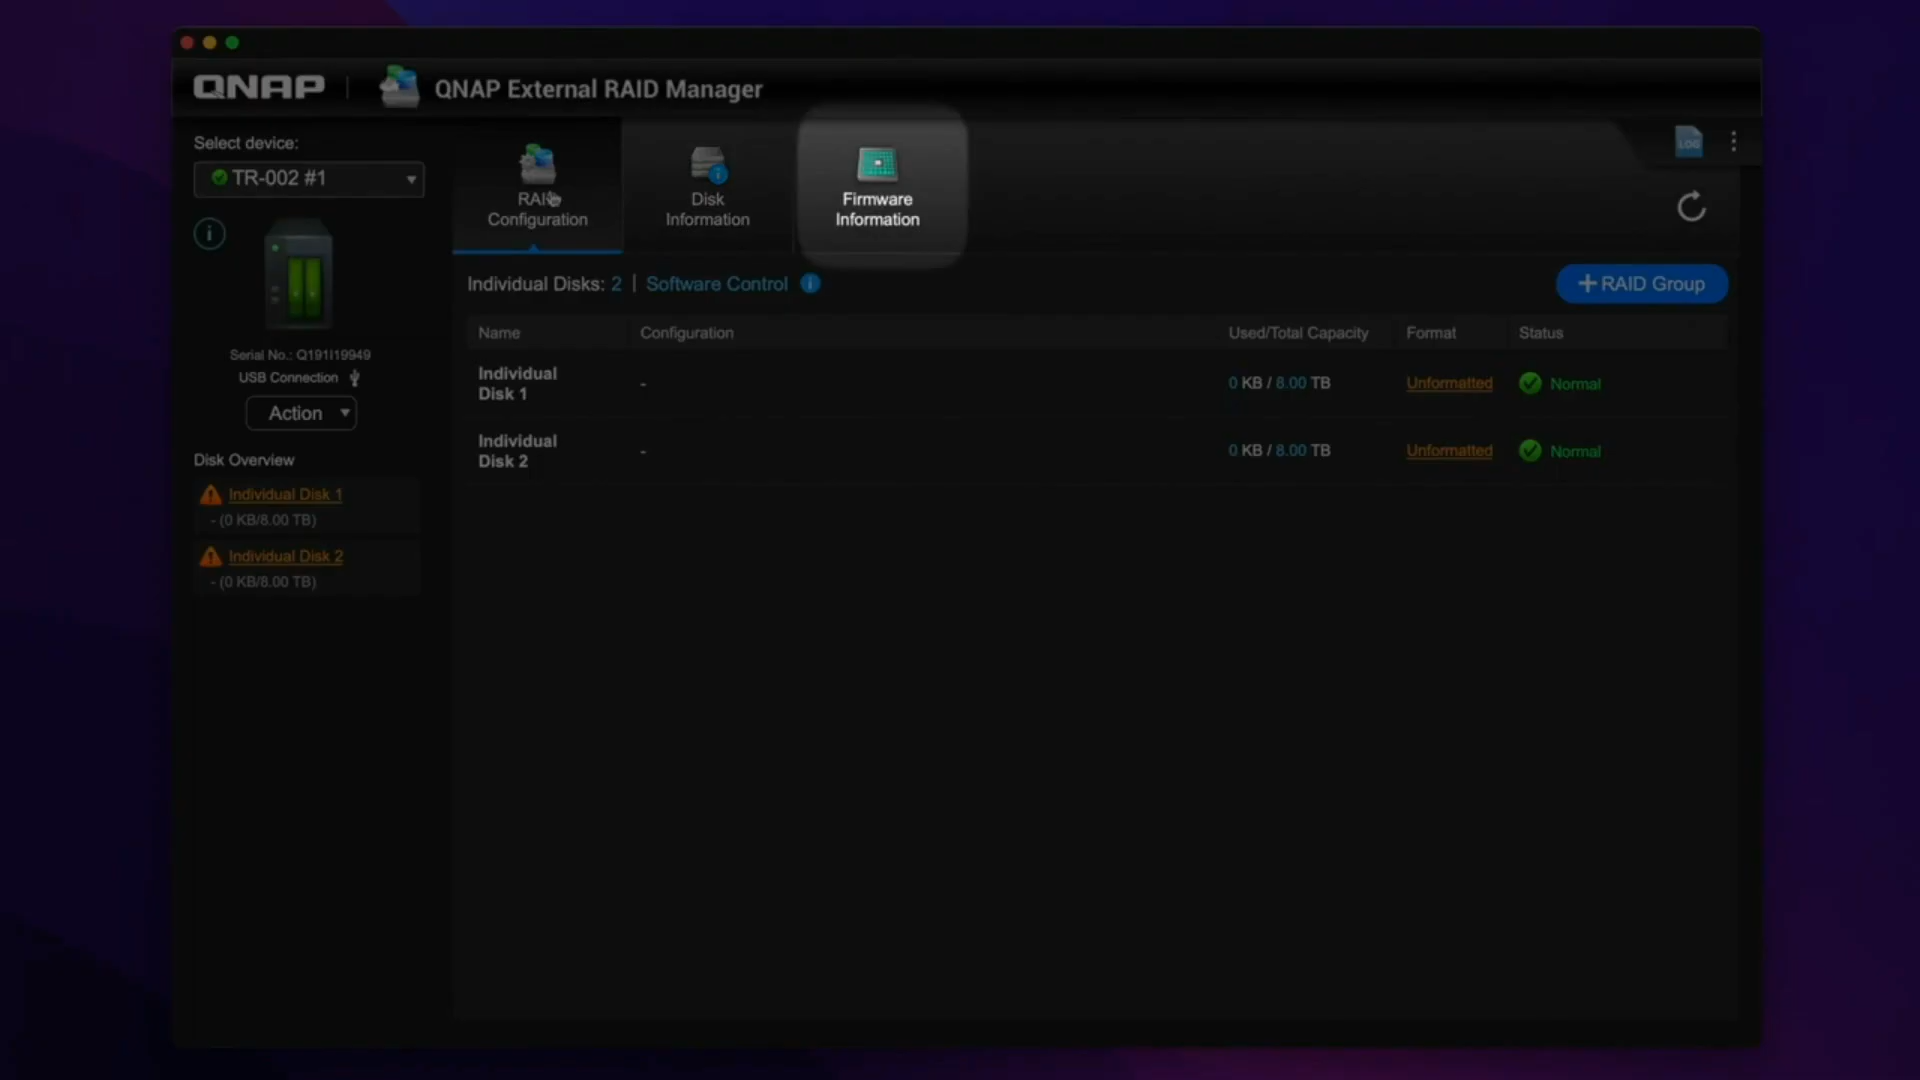 QNAP
QNAP External RAID Manager
Select device:
TR-002 #1
RAID
Configuration
Disk
Information
Firmware
Information
LOG
Serial No.: Q191I19949
USB Connection
Action
Individual Disks: 2 | Software Control
+ RAID Group
Name Configuration Used/Total Capacity Format Status
Individual
Disk 1
- 0 KB / 8.00 TB Unformatted Normal
Individual
Disk 2
- 0 KB / 8.00 TB Unformatted Normal
Disk Overview
Individual Disk 1
- (0 KB/8.00 TB)
Individual Disk 2
- (0 KB/8.00 TB)